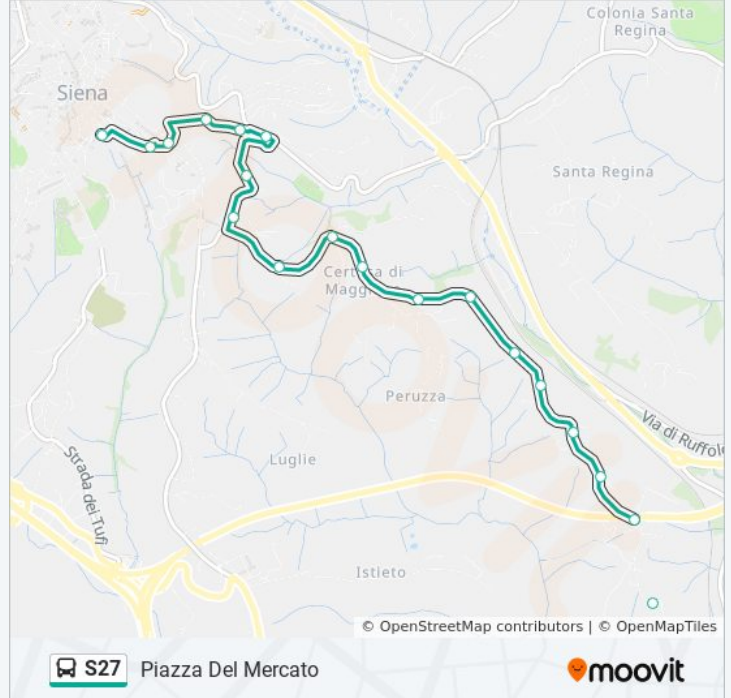 Colonia Santa
Regina
Siena
Santa Regina
Certosa di
Maggi
Peruzza
Via di Ruffolo
Luglie
Strada dei Tufi
Istieto
© OpenStreetMap contributors | © OpenMapTiles
S27 Piazza Del Mercato
moovit